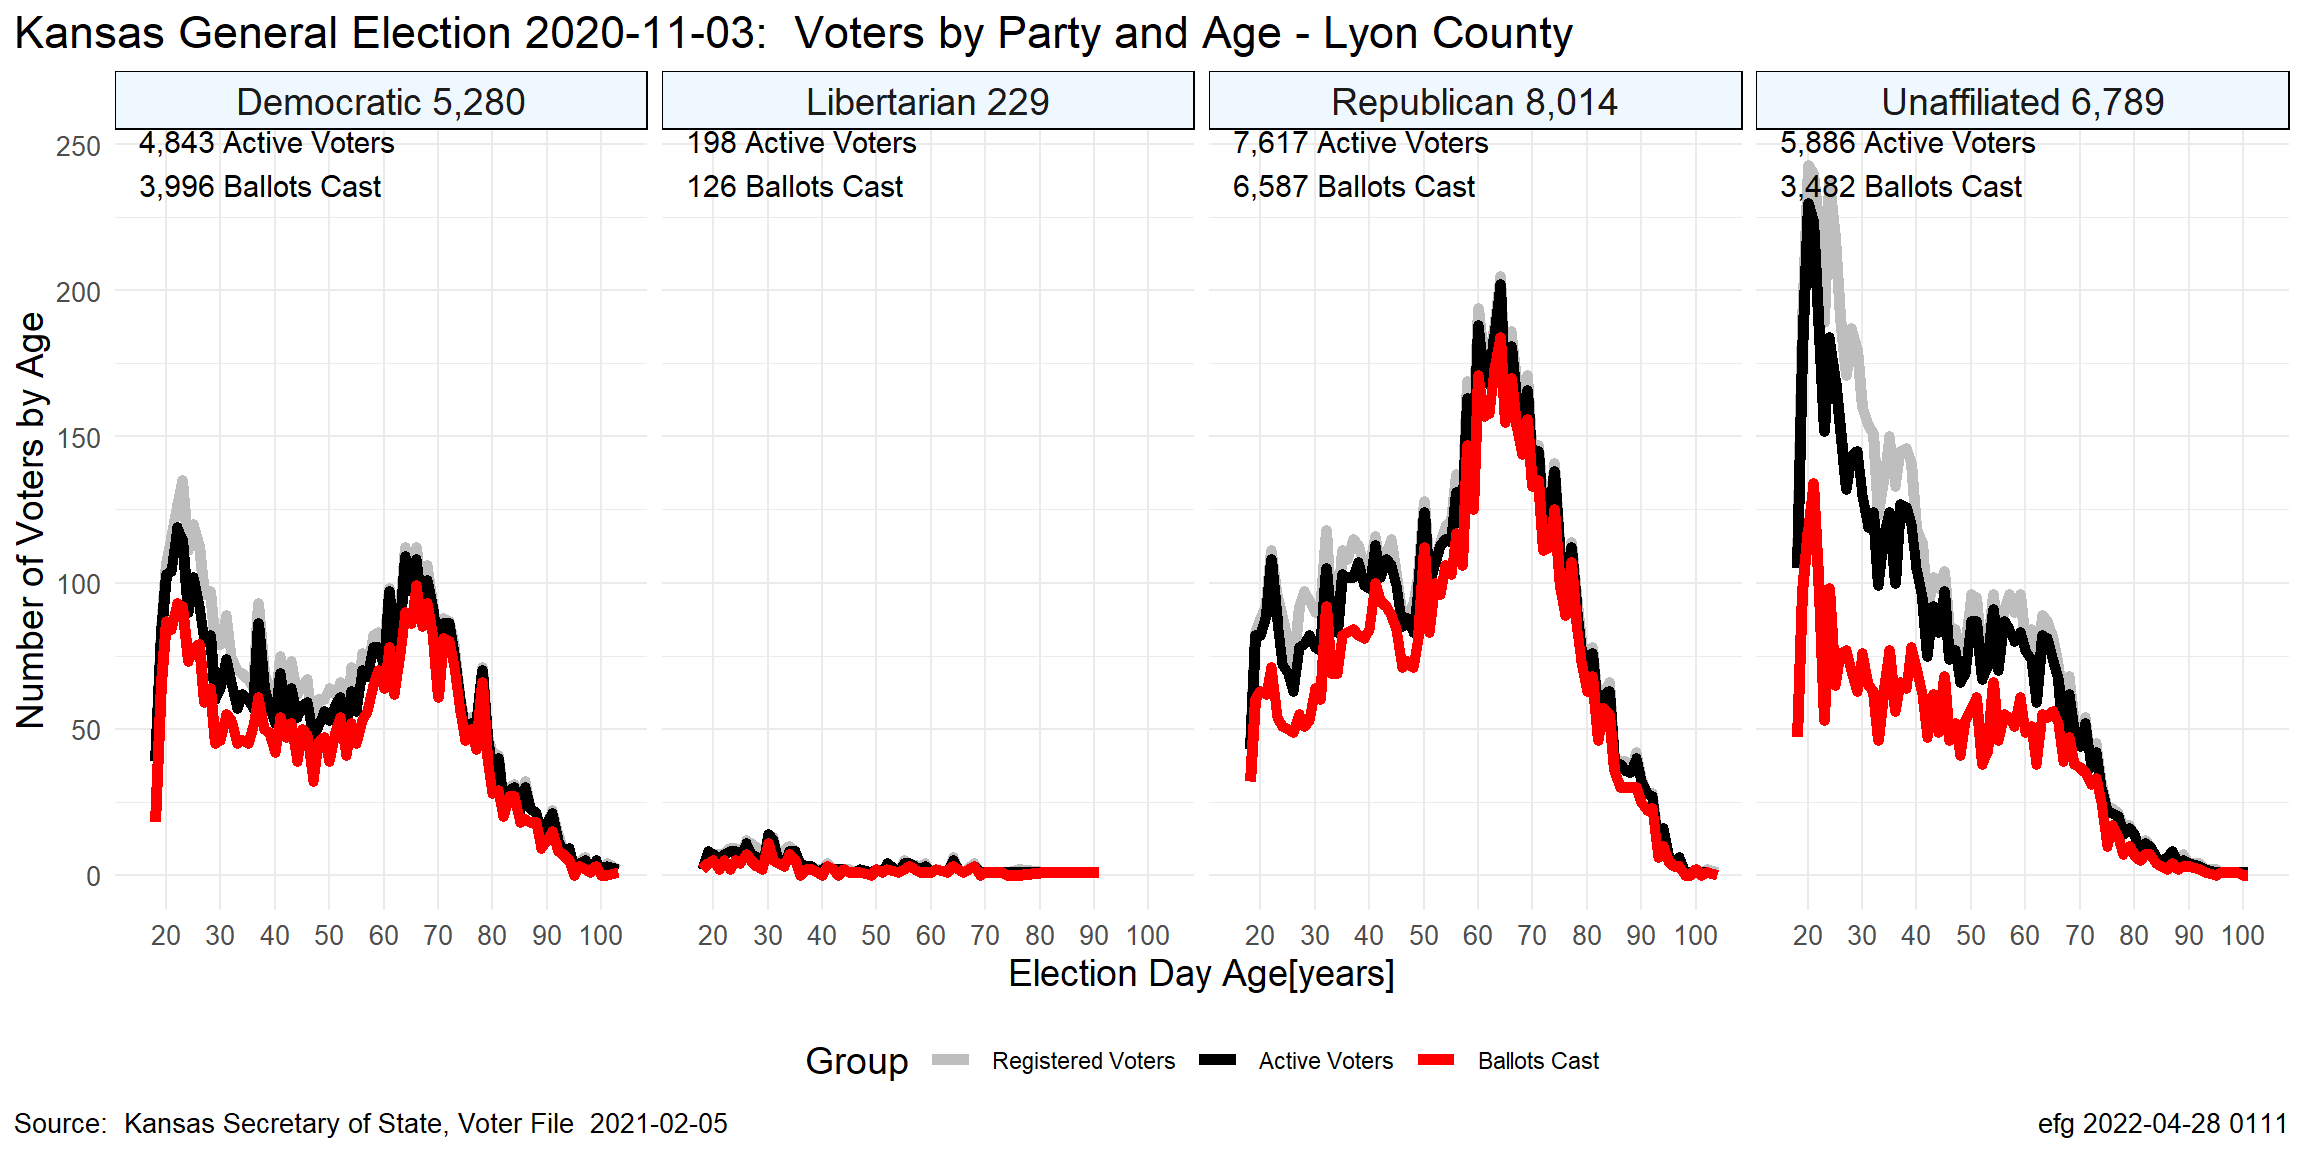 Kansas General Election 2020-11-03:  Voters by Party and Age - Lyon County
Democratic 5,280
Libertarian 229
Republican 8,014
Unaffiliated 6,789
4,843 Active Voters
3,996 Ballots Cast
198 Active Voters
126 Ballots Cast
7,617 Active Voters
6,587 Ballots Cast
5,886 Active Voters
3,482 Ballots Cast
Number of Voters by Age
250
200
150
100
50
0
20 30 40 50 60 70 80 90 100
20 30 40 50 60 70 80 90 100
20 30 40 50 60 70 80 90 100
20 30 40 50 60 70 80 90 100
Election Day Age[years]
Group Registered Voters Active Voters Ballots Cast
Source:  Kansas Secretary of State, Voter File  2021-02-05
efg 2022-04-28 0111